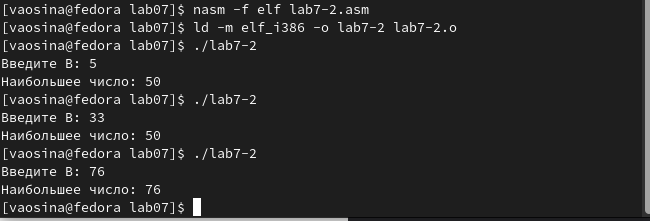 [vaosina@fedora lab07]$ nasm -f elf lab7-2.asm
[vaosina@fedora lab07]$ ld -m elf_i386 -o lab7-2 lab7-2.o
[vaosina@fedora lab07]$ ./lab7-2
Введите В: 5
Наибольшее число: 50
[vaosina@fedora lab07]$ ./lab7-2
Введите В: 33
Наибольшее число: 50
[vaosina@fedora lab07]$ ./lab7-2
Введите В: 76
Наибольшее число: 76
[vaosina@fedora lab07]$